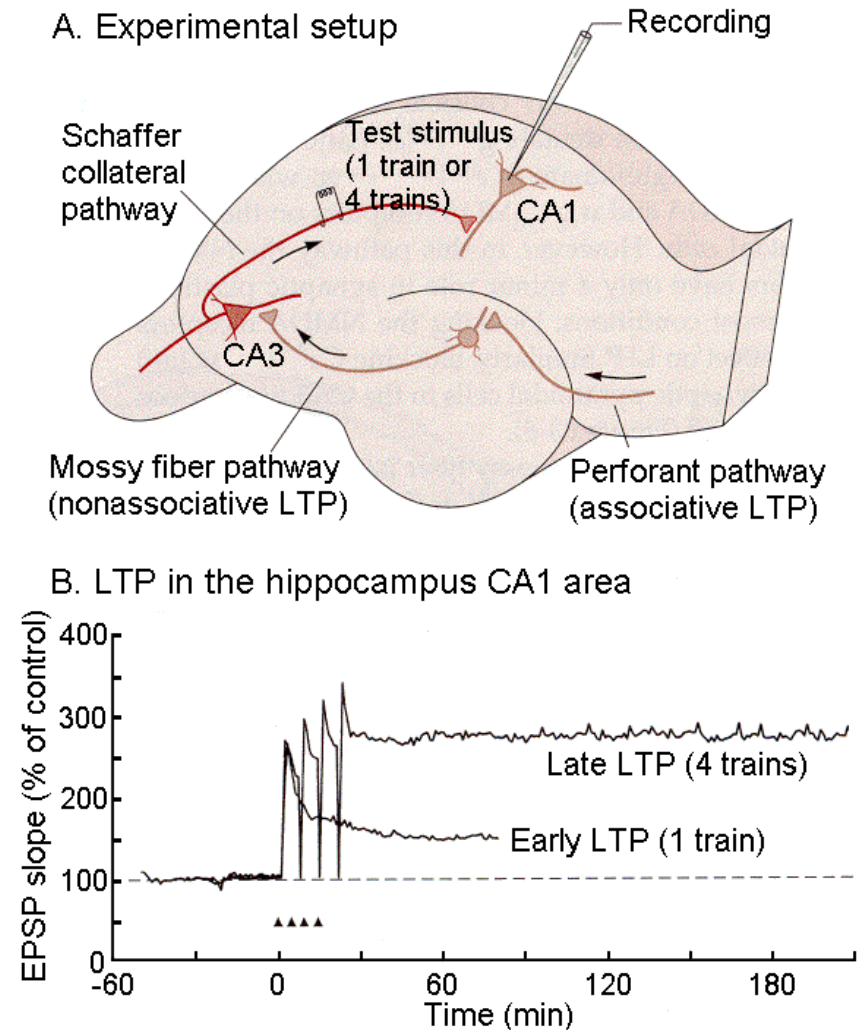 A. Experimental setup
Recording
Schaffer
collateral
pathway
Test stimulus
(1 train or
4 trains)
CA1
CA3
Mossy fiber pathway
(nonassociative LTP)
Perforant pathway
(associative LTP)
B. LTP in the hippocampus CA1 area
EPSP slope (% of control)
400
300
200
100
0
Late LTP (4 trains)
Early LTP (1 train)
-60
0
60
120
180
Time (min)